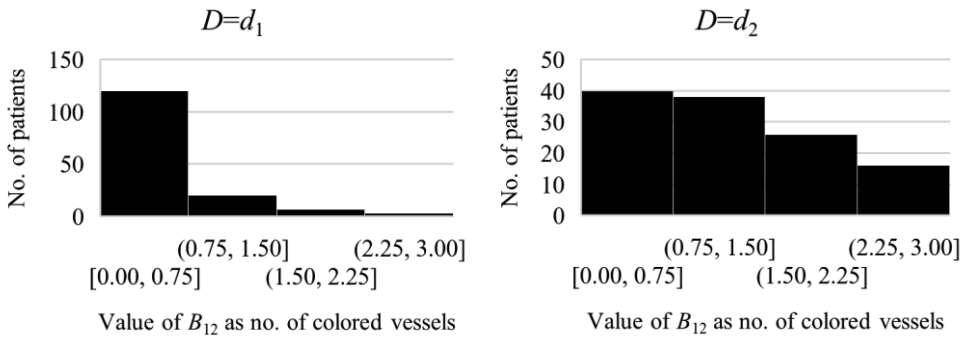 D=d1
No. of patients
150
100
50
0
(0.75, 1.50] (2.25, 3.00]
[0.00, 0.75] (1.50, 2.25]
Value of B12 as no. of colored vessels
D=d2
No. of patients
50
40
30
20
10
0
(0.75, 1.50] (2.25, 3.00]
[0.00, 0.75] (1.50, 2.25]
Value of B12 as no. of colored vessels